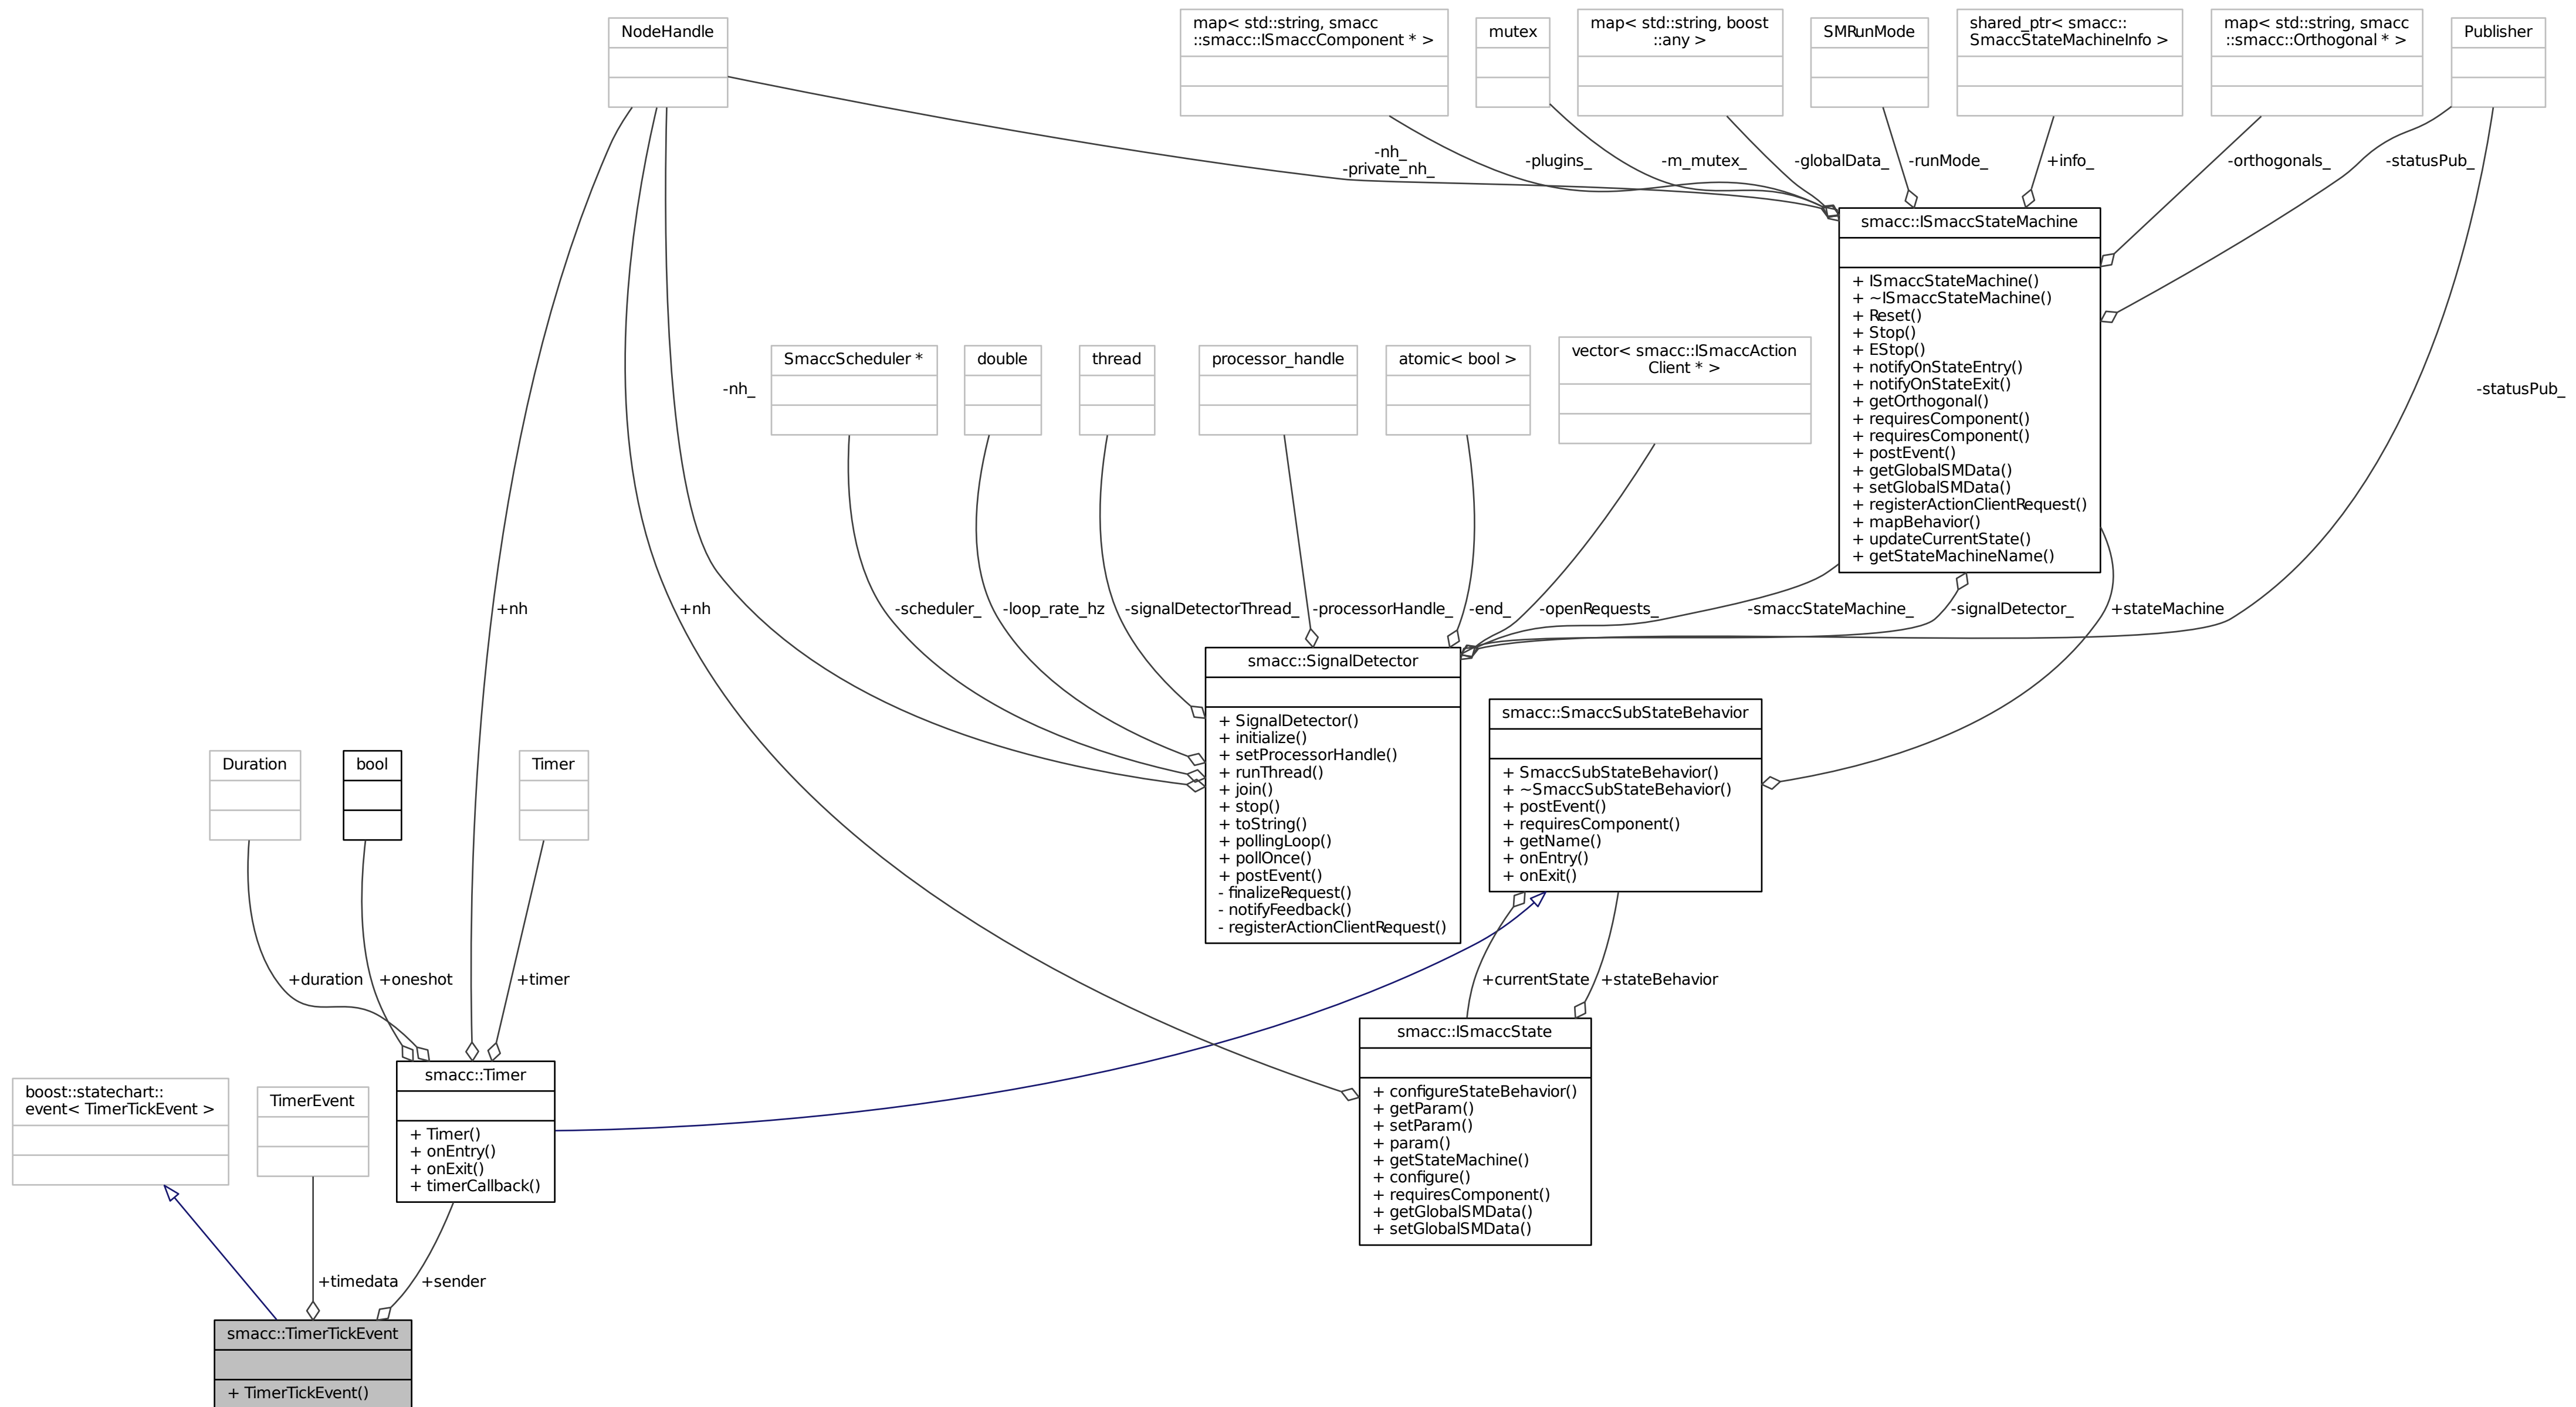 NodeHandle
map< std::string, smacc
::smacc::ISmaccComponent * >
mutex
map< std::string, boost
::any >
SMRunMode
shared_ptr< smacc::
SmaccStateMachineInfo >
map< std::string, smacc
::smacc::Orthogonal * >
Publisher
-nh_
-private_nh_
-plugins_
-m_mutex_
-globalData_
-runMode_
+info_
-orthogonals_
-statusPub_
smacc::ISmaccStateMachine
+ ISmaccStateMachine()
+ ~ISmaccStateMachine()
+ Reset()
+ Stop()
+ EStop()
+ notifyOnStateEntry()
+ notifyOnStateExit()
+ getOrthogonal()
+ requiresComponent()
+ requiresComponent()
+ postEvent()
+ getGlobalSMData()
+ setGlobalSMData()
+ registerActionClientRequest()
+ mapBehavior()
+ updateCurrentState()
+ getStateMachineName()
-nh_
SmaccScheduler *
double
thread
processor_handle
atomic< bool >
vector< smacc::ISmaccAction
Client * >
-statusPub_
+nh
+nh
-scheduler_
-loop_rate_hz
-signalDetectorThread_
-processorHandle_
-end_
-openRequests_
-smaccStateMachine_
-signalDetector_
+stateMachine
smacc::SignalDetector
+ SignalDetector()
+ initialize()
+ setProcessorHandle()
+ runThread()
+ join()
+ stop()
+ toString()
+ pollingLoop()
+ pollOnce()
+ postEvent()
- finalizeRequest()
- notifyFeedback()
- registerActionClientRequest()
smacc::SmaccSubStateBehavior
+ SmaccSubStateBehavior()
+ ~SmaccSubStateBehavior()
+ postEvent()
+ requiresComponent()
+ getName()
+ onEntry()
+ onExit()
Duration
bool
Timer
+duration
+oneshot
+timer
+currentState
+stateBehavior
smacc::ISmaccState
+ configureStateBehavior()
+ getParam()
+ setParam()
+ param()
+ getStateMachine()
+ configure()
+ requiresComponent()
+ getGlobalSMData()
+ setGlobalSMData()
boost::statechart::
event< TimerTickEvent >
TimerEvent
smacc::Timer
+ Timer()
+ onEntry()
+ onExit()
+ timerCallback()
+timedata
+sender
smacc::TimerTickEvent
+ TimerTickEvent()